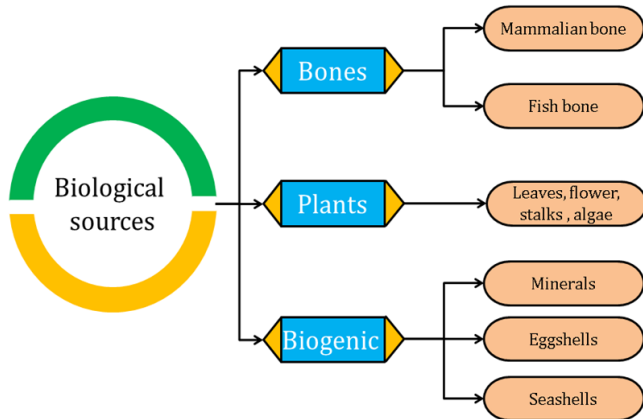 Biological
sources
Bones
Mammalian bone
Fish bone
Plants
Leaves, flower,
stalks , algae
Biogenic
Minerals
Eggshells
Seashells